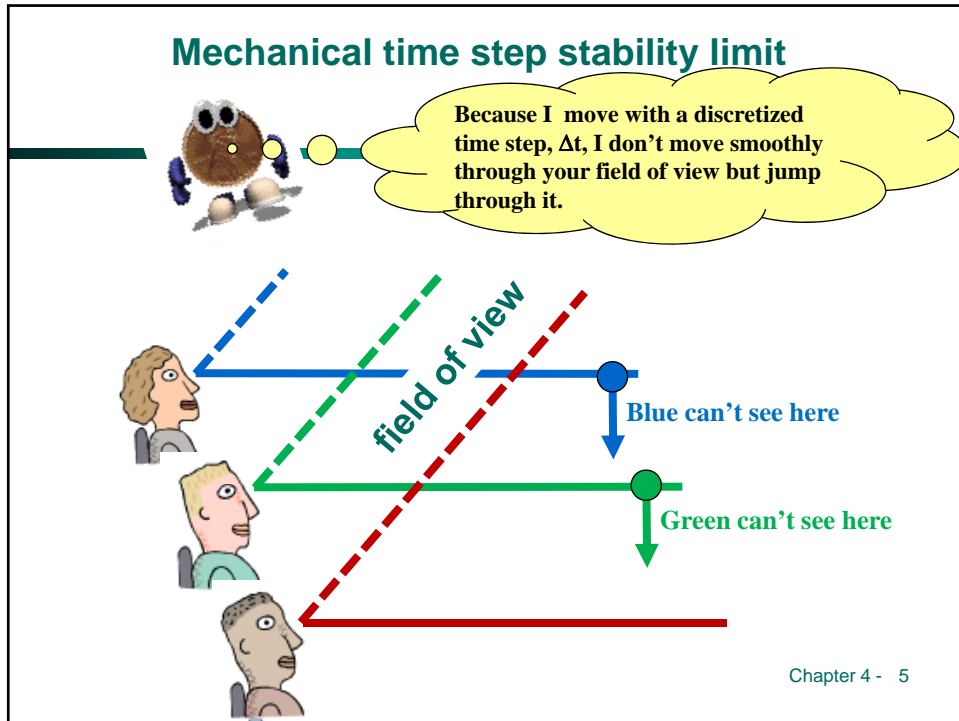 Mechanical time step stability limit
Because I move with a discretized
time step, Δt, I don't move smoothly
through your field of view but jump
through it.
field of view
Blue can't see here
Green can't see here
Chapter 4 - 5